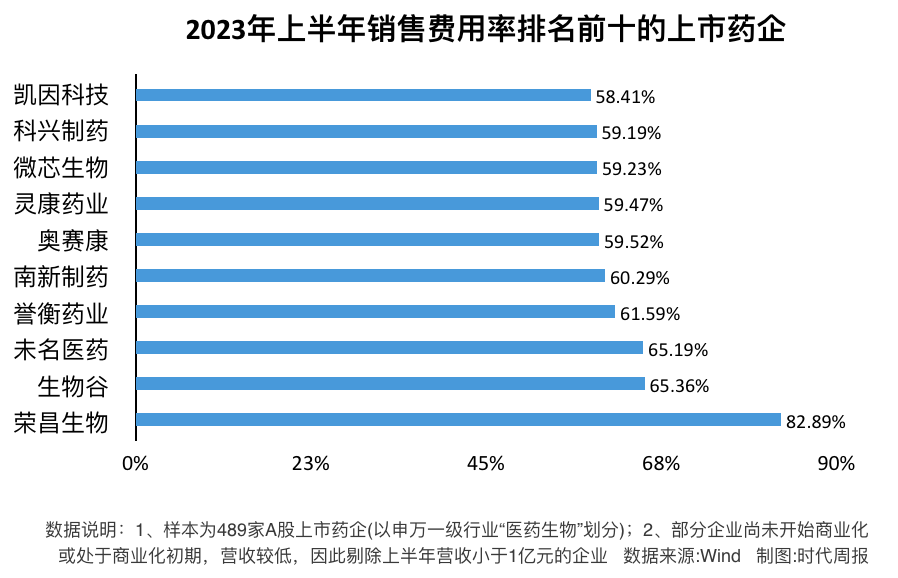 2023年上半年销售费用率排名前十的上市药企
凯因科技 58.41%
科兴制药 59.19%
微芯生物 59.23%
灵康药业 59.47%
奥赛康 59.52%
南新制药 60.29%
誉衡药业 61.59%
未名医药 65.19%
生物谷 65.36%
荣昌生物 82.89%
0% 23% 45% 68% 90%
数据说明：1、样本为489家A股上市药企(以申万一级行业“医药生物”划分)；2、部分企业尚未开始商业化
或处于商业化初期，营收较低，因此剔除上半年营收小于1亿元的企业 数据来源:Wind 制图:时代周报